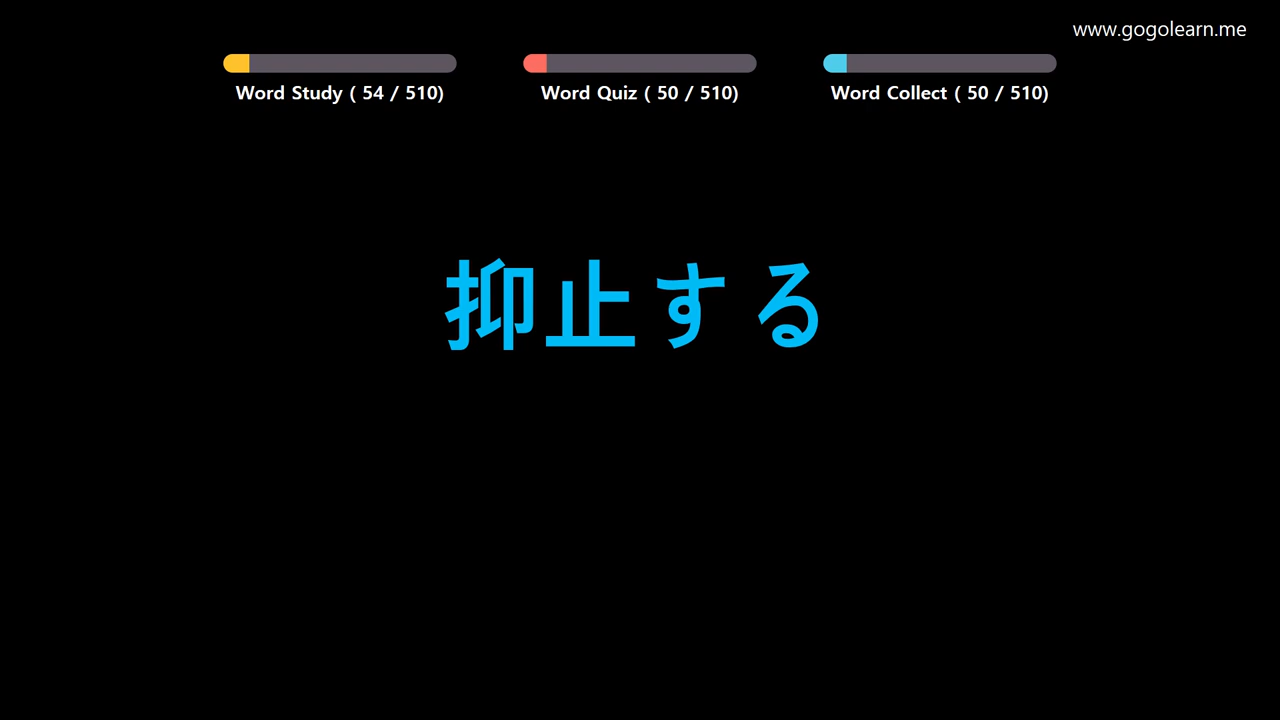 www.gogolearn.me
Word Study ( 54 / 510)
Word Quiz ( 50 / 510)
Word Collect ( 50 / 510)
抑止する